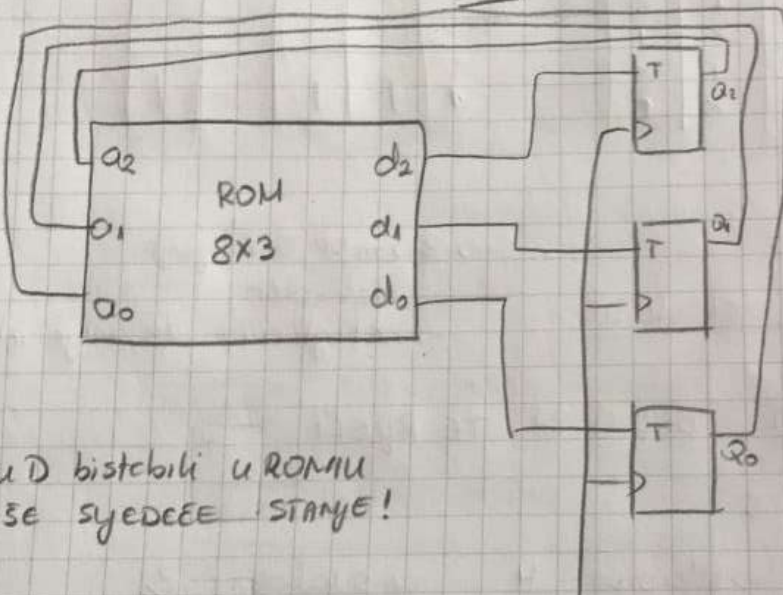 T
Q2
a2
d2
ROM
a1
d1
8X3
T
Q1
a0
d0
T
Q0
D bistabili u ROMu
SE SLJEDEĆE STANJE!